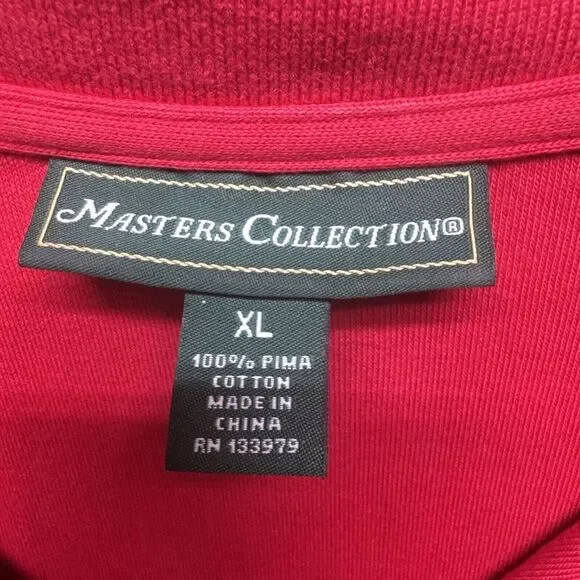 MASTERS COLLECTION®
XL
100% PIMA
COTTON
MADE IN
CHINA
RN 133979